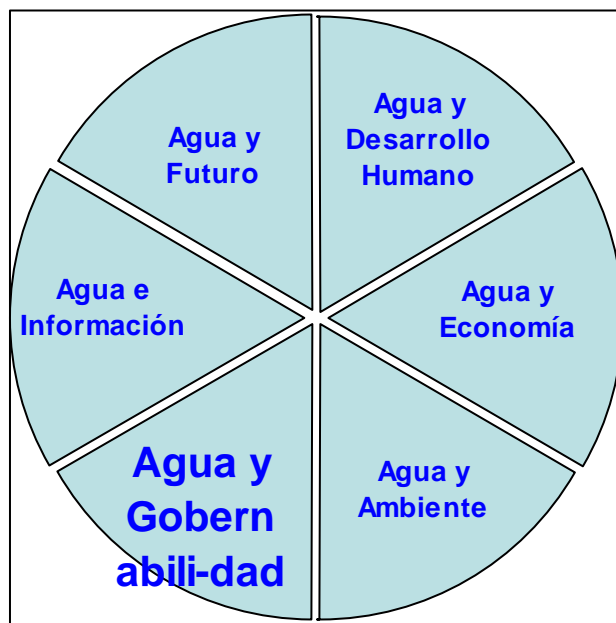 Agua y
Futuro
Agua y
Desarrollo
Humano
Agua e
Información
Agua y
Economía
Agua y
Gobern
abili-dad
Agua y
Ambiente